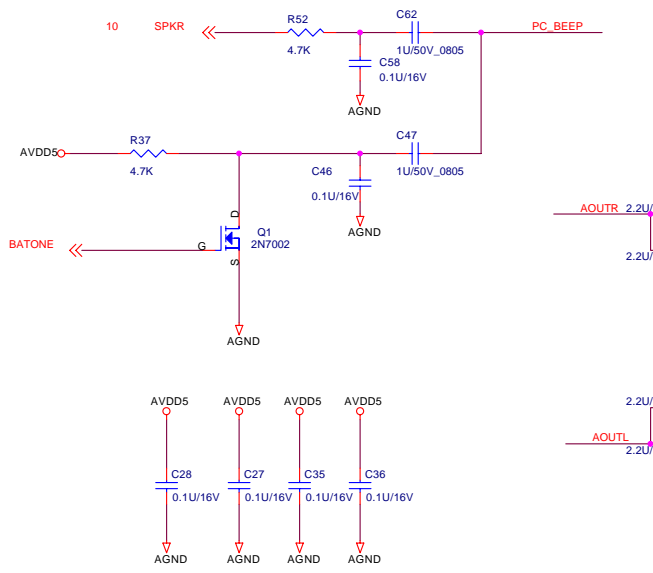 10 SPKR
R52
4.7K
C62
1U/50V_0805
PC_BEEP
C58
0.1U/16V
AGND
AVDD5
R37
4.7K
C47
1U/50V_0805
C46
0.1U/16V
AGND
BATONE
D
G
S
Q1
2N7002
AGND
AOUTR
2.2U/
2.2U/
AVDD5 AVDD5 AVDD5 AVDD5
C28 C27 C35 C36
0.1U/16V 0.1U/16V 0.1U/16V 0.1U/16V
AGND AGND AGND AGND
2.2U/
AOUTL
2.2U/